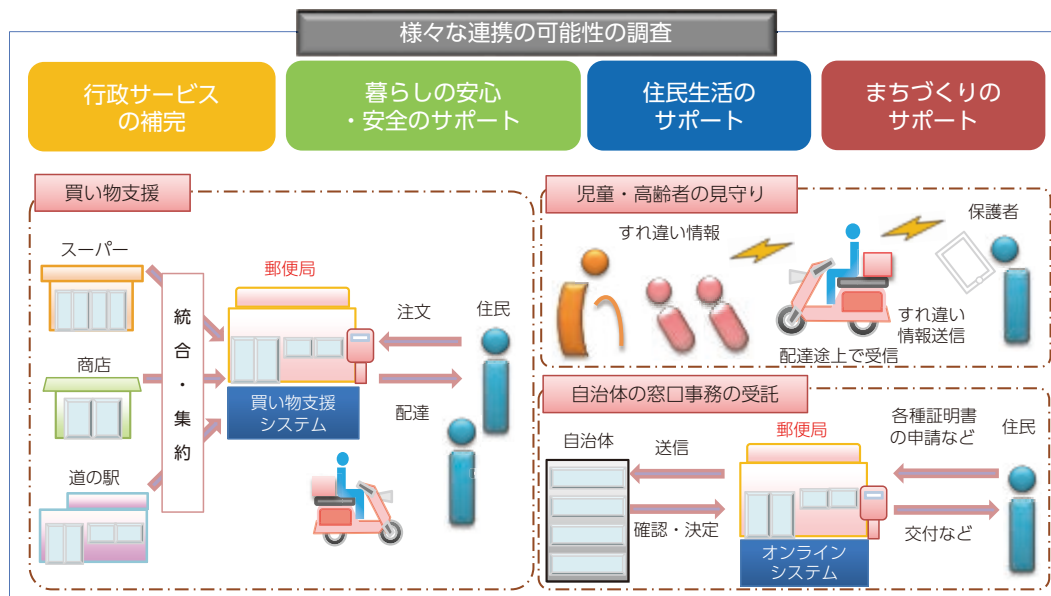 様々な連携の可能性の調査
行政サービス
の補完
暮らしの安心
・安全のサポート
住民生活の
サポート
まちづくりの
サポート
買い物支援
スーパー
商店
道の駅
統合・集約
郵便局
買い物支援
システム
注文
配達
住民
児童・高齢者の見守り
すれ違い情報
保護者
すれ違い
情報送信
配達途上で受信
自治体の窓口事務の受託
自治体
送信
確認・決定
郵便局
オンライン
システム
各種証明書
の申請など
交付など
住民